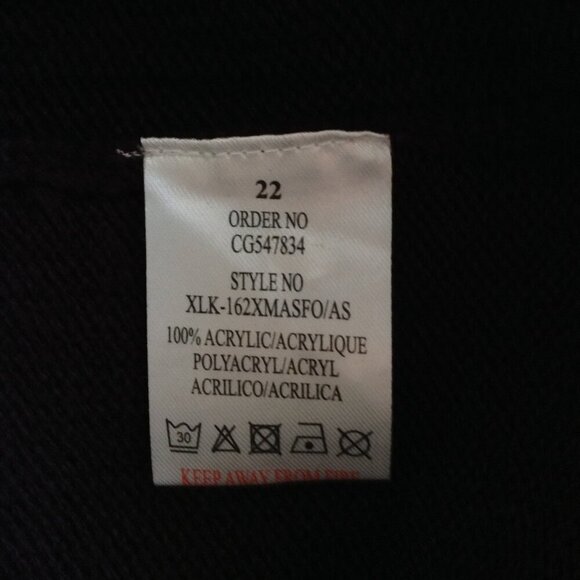 22
ORDER NO
CG547834
STYLE NO
XLK-162XMASFO/AS
100% ACRYLIC/ACRYLIQUE
POLYACRYL/ACRYL
ACRILICO/ACRILICA
30
KEEP AWAY FROM FIRE